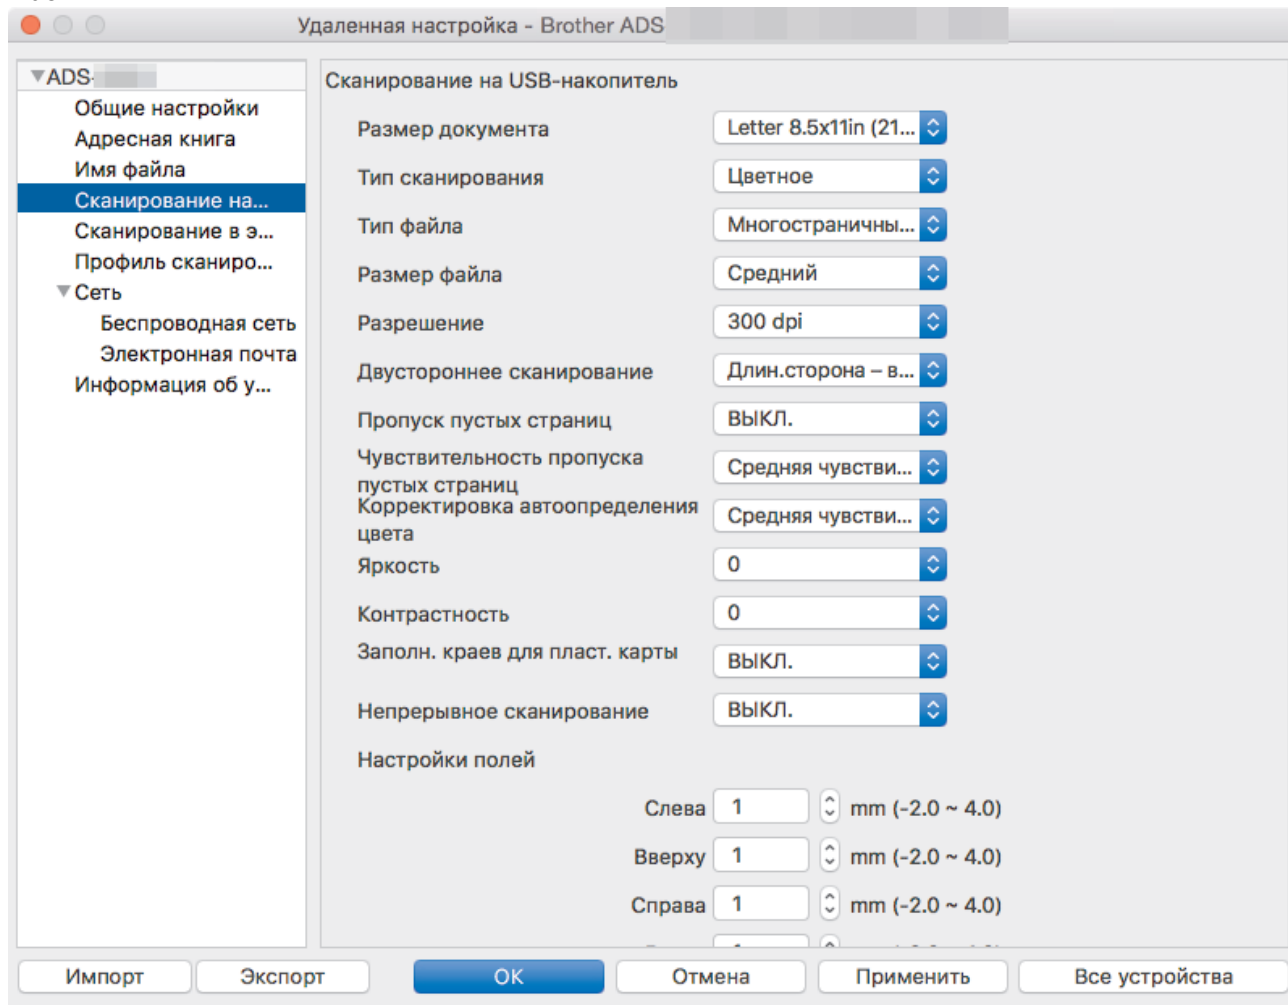 Удаленная настройка - Brother ADS
ADS-
Общие настройки
Адресная книга
Имя файла
Сканирование на...
Сканирование в э...
Профиль сканиро...
Сеть
Беспроводная сеть
Электронная почта
Информация об у...
Сканирование на USB-накопитель
Размер документа Letter 8.5x11in (21...
Тип сканирования Цветное
Тип файла Многостраничны...
Размер файла Средний
Разрешение 300 dpi
Двустороннее сканирование Длин.сторона – в...
Пропуск пустых страниц ВЫКЛ.
Чувствительность пропуска
пустых страниц Средняя чувстви...
Корректировка автоопределения
цвета Средняя чувстви...
Яркость 0
Контрастность 0
Заполн. краев для пласт. карты ВЫКЛ.
Непрерывное сканирование ВЫКЛ.
Настройки полей
Слева 1 mm (-2.0 ~ 4.0)
Вверху 1 mm (-2.0 ~ 4.0)
Справа 1 mm (-2.0 ~ 4.0)
Импорт Экспорт OK Отмена Применить Все устройства